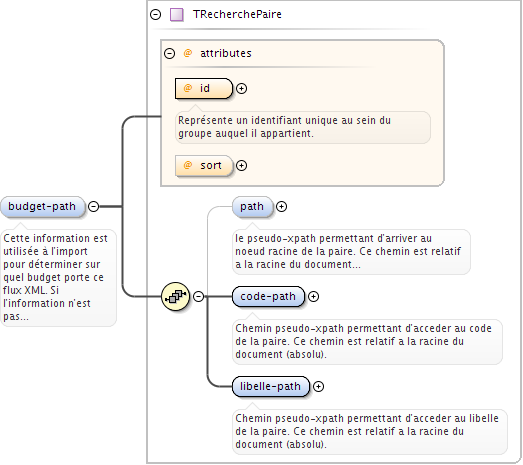 TRecherchePaire
@ attributes
@ id
Représente un identifiant unique au sein du
groupe auquel il appartient.
@ sort
budget-path
Cette information est
utilisée à l'import
pour déterminer sur
quel budget porte ce
flux XML. Si
l'information n'est
pas...
path
le pseudo-xpath permettant d'arriver au
noeud racine de la paire. Ce chemin est relatif
a la racine du document...
code-path
Chemin pseudo-xpath permettant d'acceder au code
de la paire. Ce chemin est relatif a la racine du
document (absolu).
libelle-path
Chemin pseudo-xpath permettant d'acceder au libelle
de la paire. Ce chemin est relatif a la racine du
document (absolu).